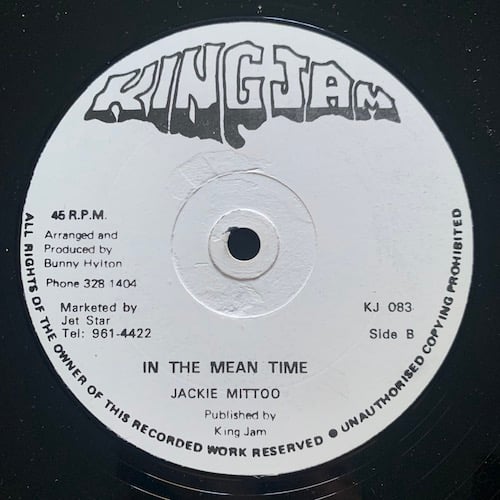 KING JAM
45 R.P.M.
Arranged and
Produced by
Bunny Hylton
Phone 328 1404
Marketed by
Jet Star
Tel: 961-4422
KJ 083
Side B
IN THE MEAN TIME
JACKIE MITTOO
Published by
King Jam
ALL RIGHTS OF THE OWNER OF THIS RECORDED WORK RESERVED ● UNAUTHORISED COPYING PROHIBITED